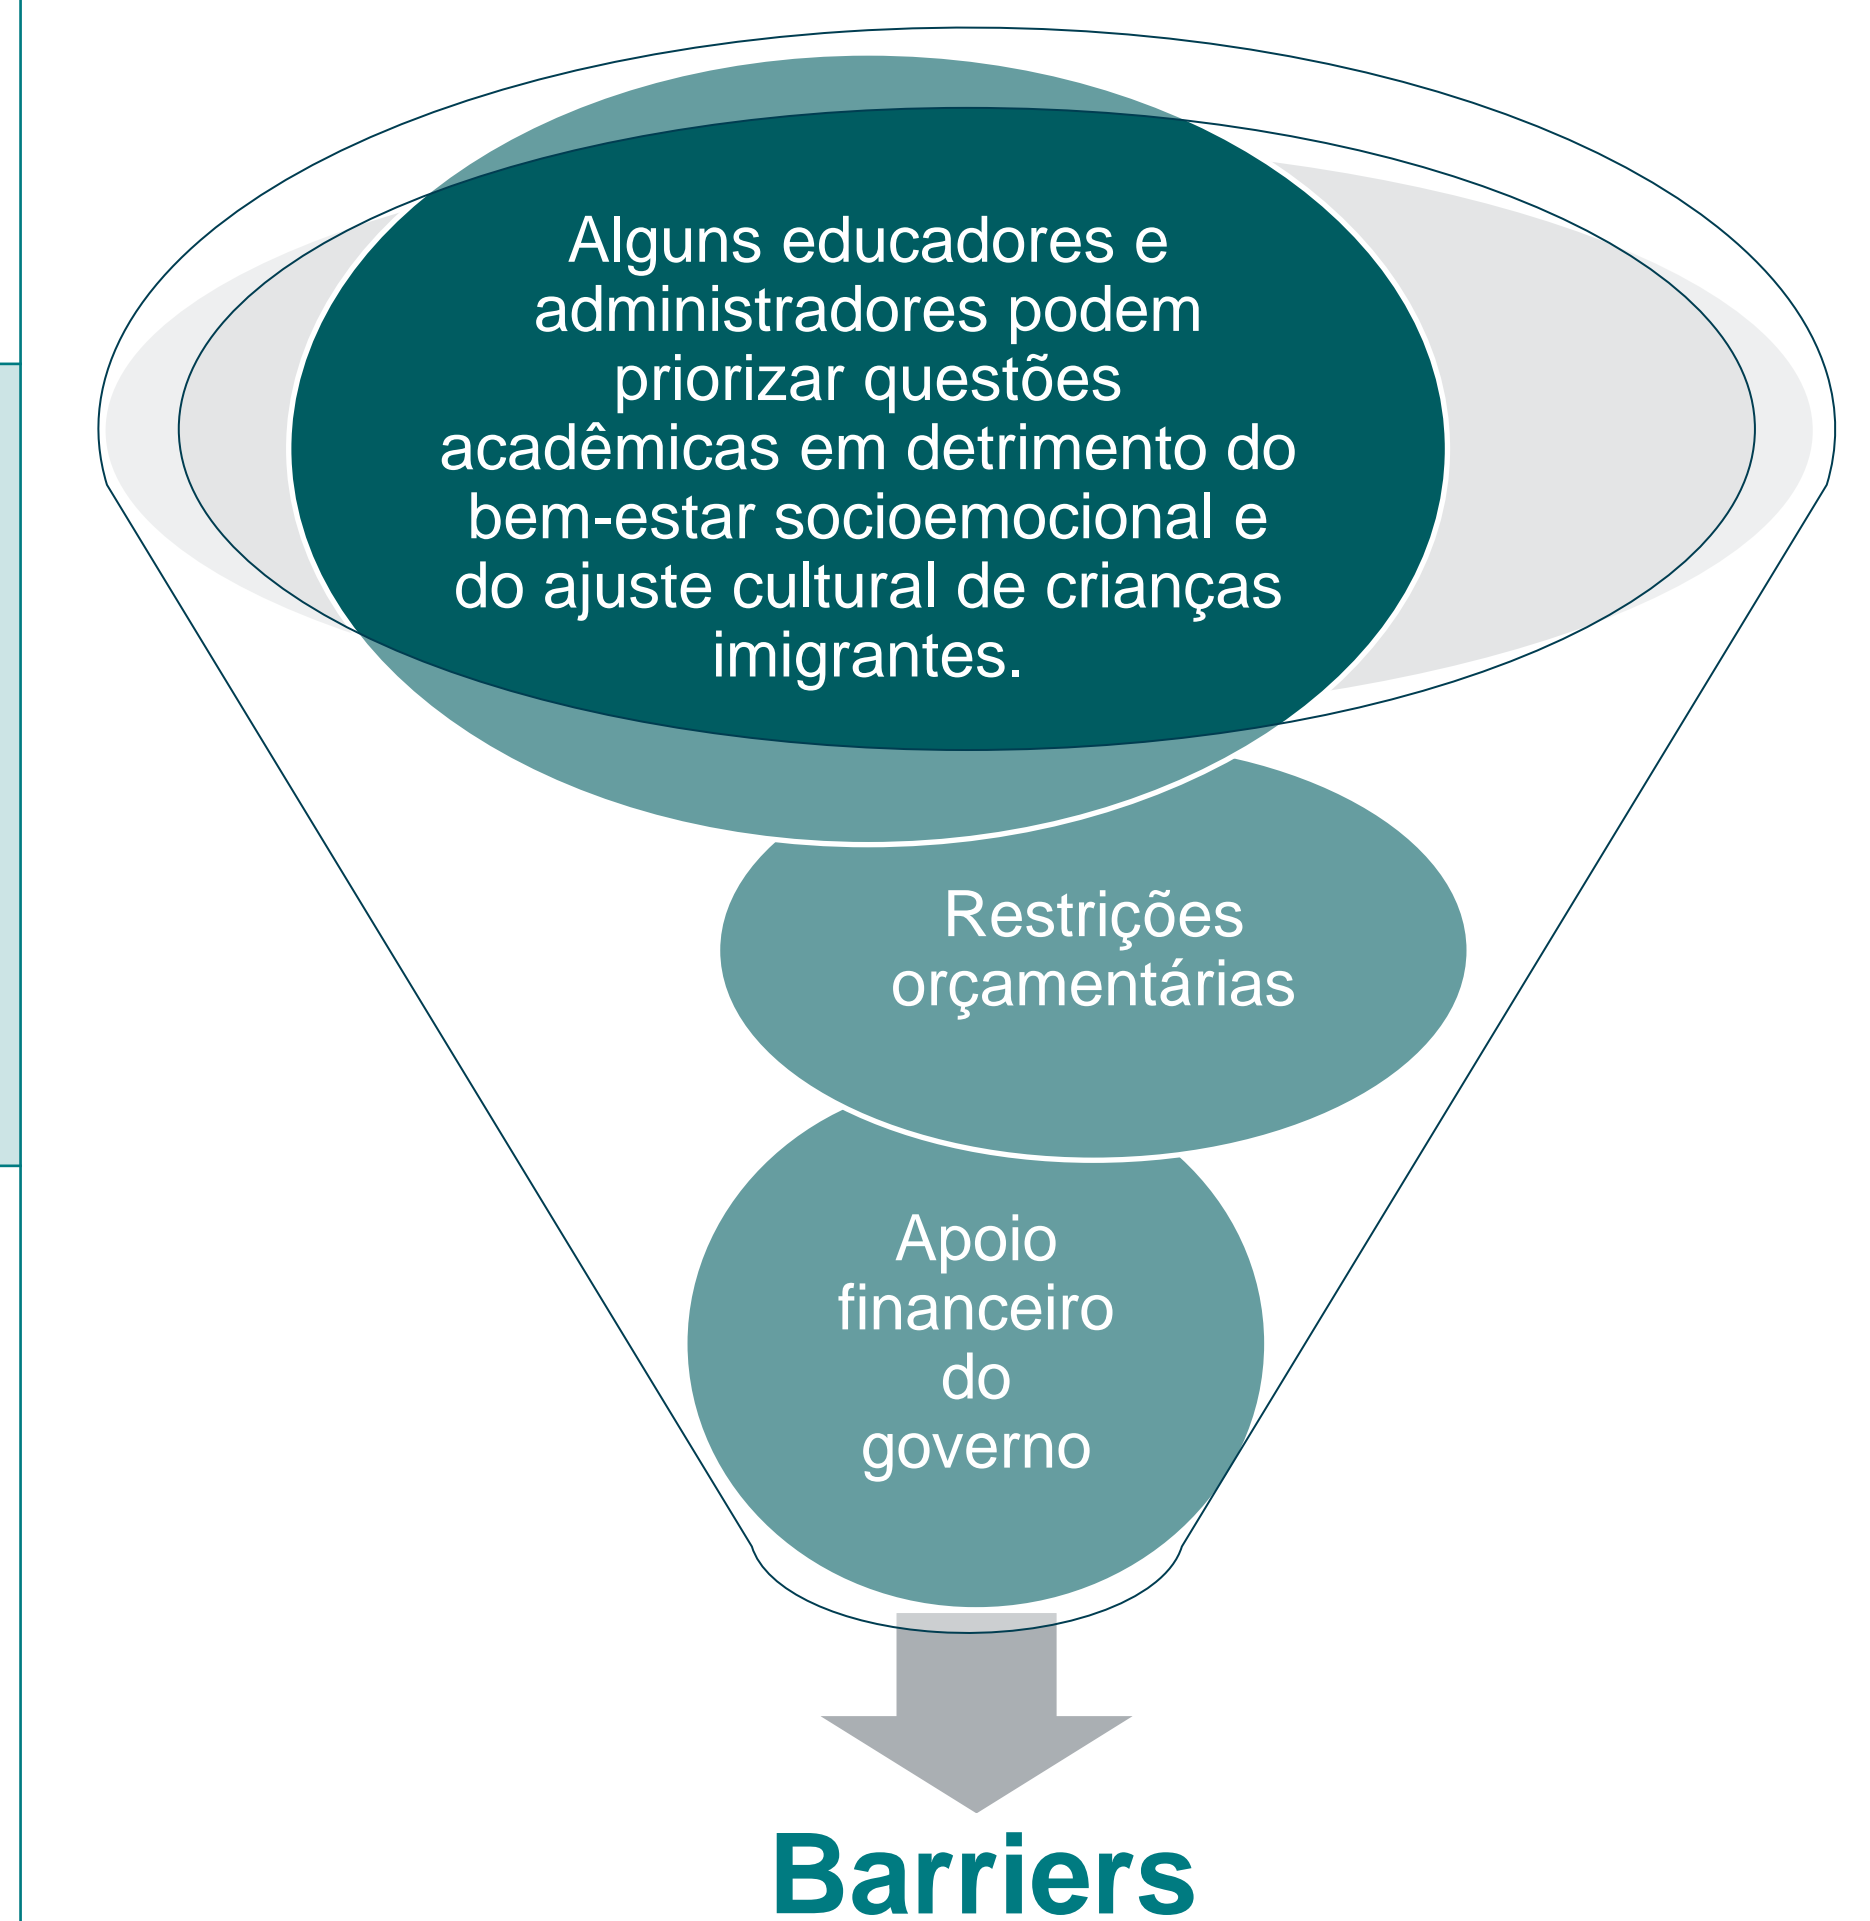 Alguns educadores e
administradores podem
priorizar questões
acadêmicas em detrimento do
bem-estar socioemocional e
do ajuste cultural de crianças
imigrantes.
Restrições
orçamentárias
Apoio
financeiro
do
governo
Barriers